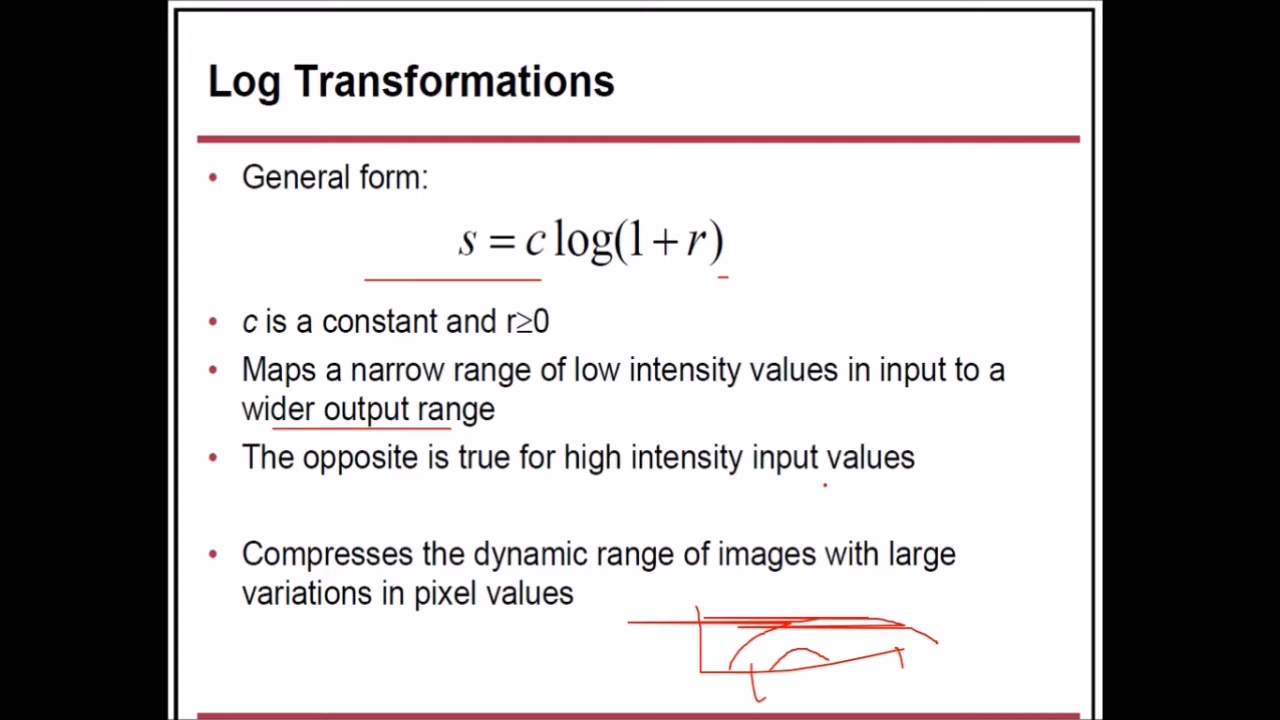 Log Transformations
• General form:
s = c log(1 + r)
• c is a constant and r≥0
• Maps a narrow range of low intensity values in input to a
wider output range
• The opposite is true for high intensity input values
• Compresses the dynamic range of images with large
variations in pixel values